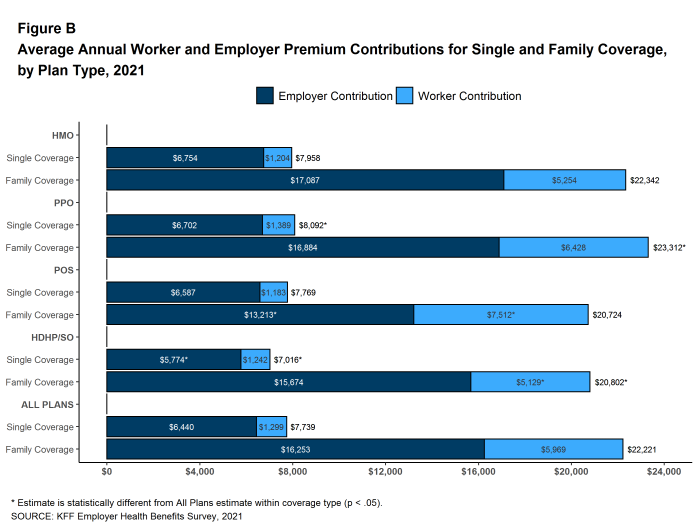 Figure B
Average Annual Worker and Employer Premium Contributions for Single and Family Coverage,
by Plan Type, 2021
Employer Contribution Worker Contribution
HMO
Single Coverage $6,754 $1,204 $7,958
Family Coverage $17,087 $5,254 $22,342
PPO
Single Coverage $6,702 $1,389 $8,092*
Family Coverage $16,884 $6,428 $23,312*
POS
Single Coverage $6,587 $1,183 $7,769
Family Coverage $13,213* $7,512* $20,724
HDHP/SO
Single Coverage $5,774* $1,242 $7,016*
Family Coverage $15,674 $5,129* $20,802*
ALL PLANS
Single Coverage $6,440 $1,299 $7,739
Family Coverage $16,253 $5,969 $22,221
$0 $4,000 $8,000 $12,000 $16,000 $20,000 $24,000
* Estimate is statistically different from All Plans estimate within coverage type (p < .05).
SOURCE: KFF Employer Health Benefits Survey, 2021